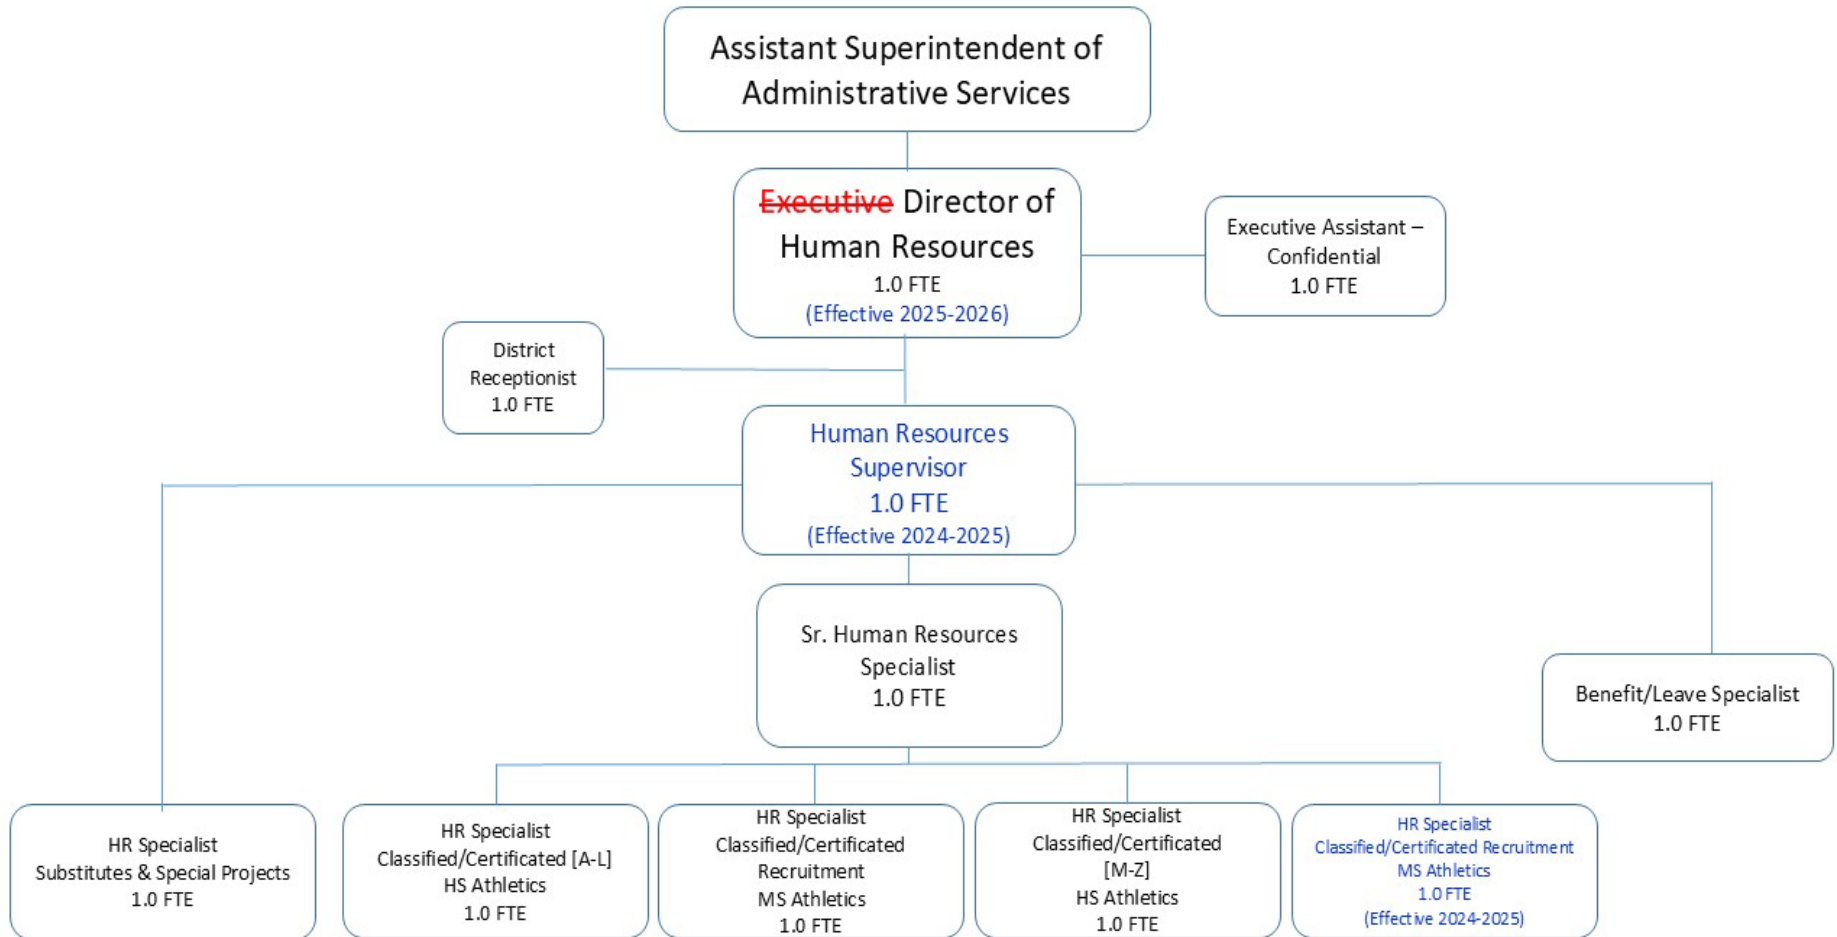 Assistant Superintendent of
Administrative Services
Executive Director of
Human Resources
1.0 FTE
(Effective 2025-2026)
Executive Assistant –
Confidential
1.0 FTE
District
Receptionist
1.0 FTE
Human Resources
Supervisor
1.0 FTE
(Effective 2024-2025)
Sr. Human Resources
Specialist
1.0 FTE
Benefit/Leave Specialist
1.0 FTE
HR Specialist
Substitutes & Special Projects
1.0 FTE
HR Specialist
Classified/Certificated [A-L]
HS Athletics
1.0 FTE
HR Specialist
Classified/Certificated
Recruitment
MS Athletics
1.0 FTE
HR Specialist
Classified/Certificated
[M-Z]
HS Athletics
1.0 FTE
HR Specialist
Classified/Certificated Recruitment
MS Athletics
1.0 FTE
(Effective 2024-2025)